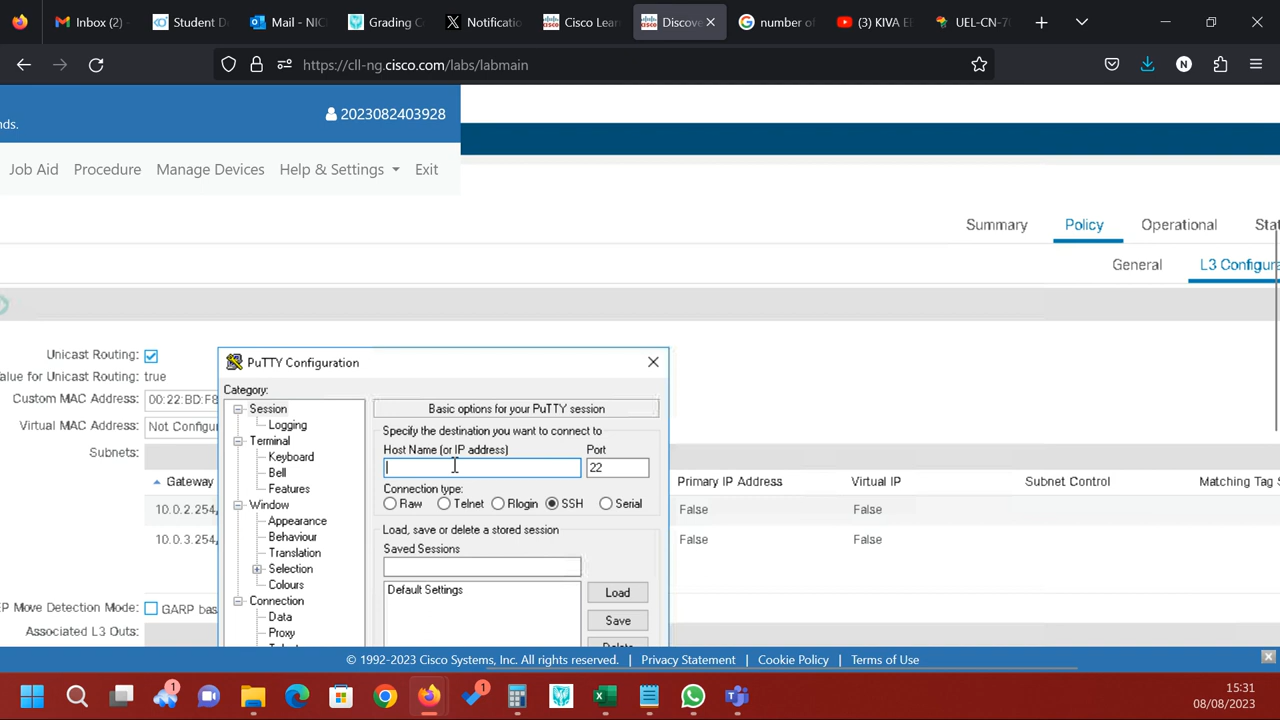 Inbox (2)
Student D
Mail - NIC
Grading C
Notificatio
Cisco Lear
Discov
number of
(3) KIVA E
UEL-CN-7
https://cll-ng.cisco.com/labs/labmain
N
nds.
2023082403928
Job Aid Procedure Manage Devices Help & Settings Exit
Summary Policy Operational Stat
General L3 Configura
Unicast Routing:
alue for Unicast Routing: true
Custom MAC Address: 00:22:BD:F8
Virtual MAC Address: Not Configur
Subnets:
Gateway Primary IP Address Virtual IP Subnet Control Matching Tag S
10.0.2.254, False False
10.0.3.254, False False
EP Move Detection Mode: GARP bas
Associated L3 Outs:
PuTTY Configuration
Category:
Session
Logging
Terminal
Keyboard
Bell
Features
Window
Appearance
Behaviour
Translation
Selection
Colours
Connection
Data
Proxy
Basic options for your PuTTY session
Specify the destination you want to connect to
Host Name (or IP address) Port
22
Connection type:
Raw Telnet Rlogin SSH Serial
Load, save or delete a stored session
Saved Sessions
Default Settings
Load
Save
© 1992-2023 Cisco Systems, Inc. All rights reserved. | Privacy Statement | Cookie Policy | Terms of Use
1
1
15:31
08/08/2023